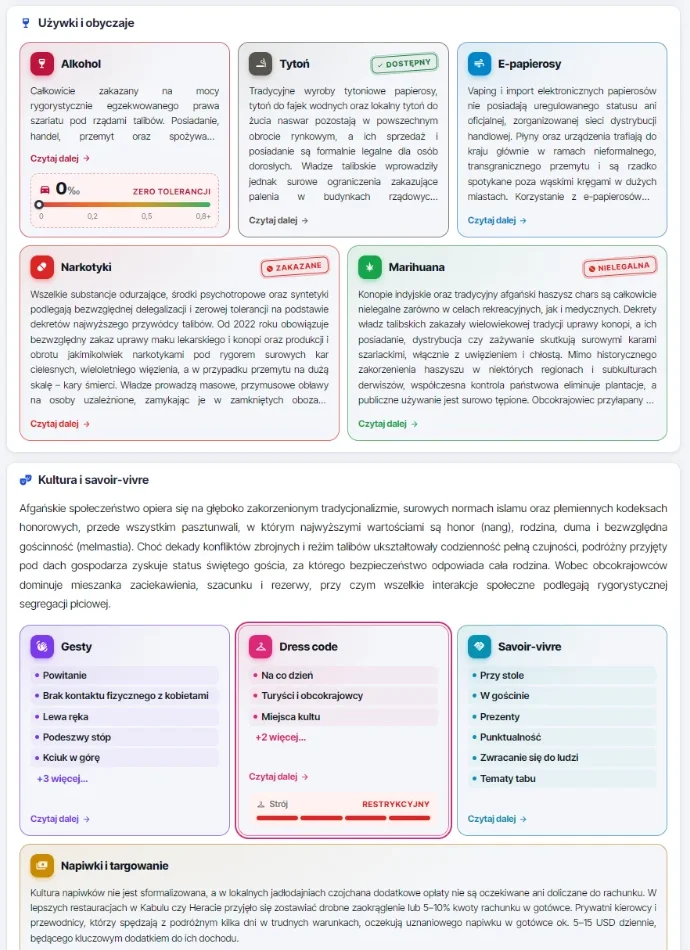 Używki i obyczaje
Alkohol
Całkowicie zakazany na mocy
rygorystycznie egzekwowanego prawa
szariatu pod rządami talibów. Posiadanie,
handel, przemyt oraz spożywa...
Czytaj dalej →
0‰
ZERO TOLERANCJI
0 0,2 0,5 0,8+
Tytoń
✓ DOSTĘPNY
Tradycyjne wyroby tytoniowe papierosy,
tytoń do fajek wodnych oraz lokalny tytoń do
żucia naswar pozostają w powszechnym
obrocie rynkowym, a ich sprzedaż i
posiadanie są formalnie legalne dla osób
dorosłych. Władze talibskie wprowadziły
jednak surowe ograniczenia zakazujące
palenia w budynkach rządowyc...
Czytaj dalej →
E-papierosy
Vaping i import elektronicznych papierosów
nie posiadają uregulowanego statusu ani
oficjalnej, zorganizowanej sieci dystrybucji
handlowej. Płyny oraz urządzenia trafiają do
kraju głównie w ramach nieformalnego,
transgranicznego przemytu i są rzadko
spotykane poza wąskimi kręgami w dużych
miastach. Korzystanie z e-papierosów...
Czytaj dalej →
Narkotyki
ZAKAZANE
Wszelkie substancje odurzające, środki psychotropowe oraz syntetyki
podlegają bezwzględnej delegalizacji i zerowej tolerancji na podstawie
dekretów najwyższego przywódcy talibów. Od 2022 roku obowiązuje
bezwzględny zakaz uprawy maku lekarskiego i konopi oraz produkcji i
obrotu jakimikolwiek narkotykami pod rygorem surowych kar
cielesnych, wieloletniego więzienia, a w przypadku przemytu na dużą
skalę – kary śmierci. Władze prowadzą masowe, przymusowe obławy
na osoby uzależnione, zamykając je w zamkniętych oboza...
Czytaj dalej →
Marihuana
NIELEGALNA
Konopie indyjskie oraz tradycyjny afgański haszysz chars są całkowicie
nielegalne zarówno w celach rekreacyjnych, jak i medycznych. Dekrety
władz talibskich zakazały wielowiekowej tradycji uprawy konopi, a ich
posiadanie, dystrybucja czy zażywanie skutkują surowymi karami
szariackimi, włącznie z uwięzieniem i chłostą. Mimo historycznego
zakorzenienia haszyszu w niektórych regionach i subkulturach
derwiszów, współczesna kontrola państwowa eliminuje plantacje, a
publiczne używanie jest surowo tępione. Obcokrajowiec przyłapany ...
Czytaj dalej →
Kultura i savoir-vivre
Afgańskie społeczeństwo opiera się na głęboko zakorzenionym tradycjonalizmie, surowych normach islamu oraz plemiennych kodeksach
honorowych, przede wszystkim pasztunwali, w którym najwyższymi wartościami są honor (nang), rodzina, duma i bezwzględna
gościnność (melmastia). Choć dekady konfliktów zbrojnych i reżim talibów ukształtowały codzienność pełną czujności, podróżny przyjęty
pod dach gospodarza zyskuje status świętego gościa, za którego bezpieczeństwo odpowiada cała rodzina. Wobec obcokrajowców
dominuje mieszanka zaciekawienia, szacunku i rezerwy, przy czym wszelkie interakcje społeczne podlegają rygorystycznej
segregacji płciowej.
Gesty
Powitanie
Brak kontaktu fizycznego z kobietami
Lewa ręka
Podeszwy stóp
Kciuk w górę
+3 więcej...
Czytaj dalej →
Dress code
Na co dzień
Turyści i obcokrajowcy
Miejsca kultu
+2 więcej...
Czytaj dalej →
Strój RESTRYKCYJNY
Savoir-vivre
Przy stole
W gościnie
Prezenty
Punktualność
Zwracanie się do ludzi
Tematy tabu
Czytaj dalej →
Napiwki i targowanie
Kultura napiwków nie jest sformalizowana, a w lokalnych jadłodajniach czojchana dodatkowe opłaty nie są oczekiwane ani doliczane do rachunku. W
lepszych restauracjach w Kabulu czy Heracie przyjęło się zostawiać drobne zaokrąglenie lub 5–10% kwoty rachunku w gotówce. Prywatni kierowcy i
przewodnicy, którzy spędzają z podróżnym kilka dni w trudnych warunkach, oczekują uznaniowego napiwku w gotówce ok. 5–15 USD dziennie,
będącego kluczowym dodatkiem do ich dochodu.